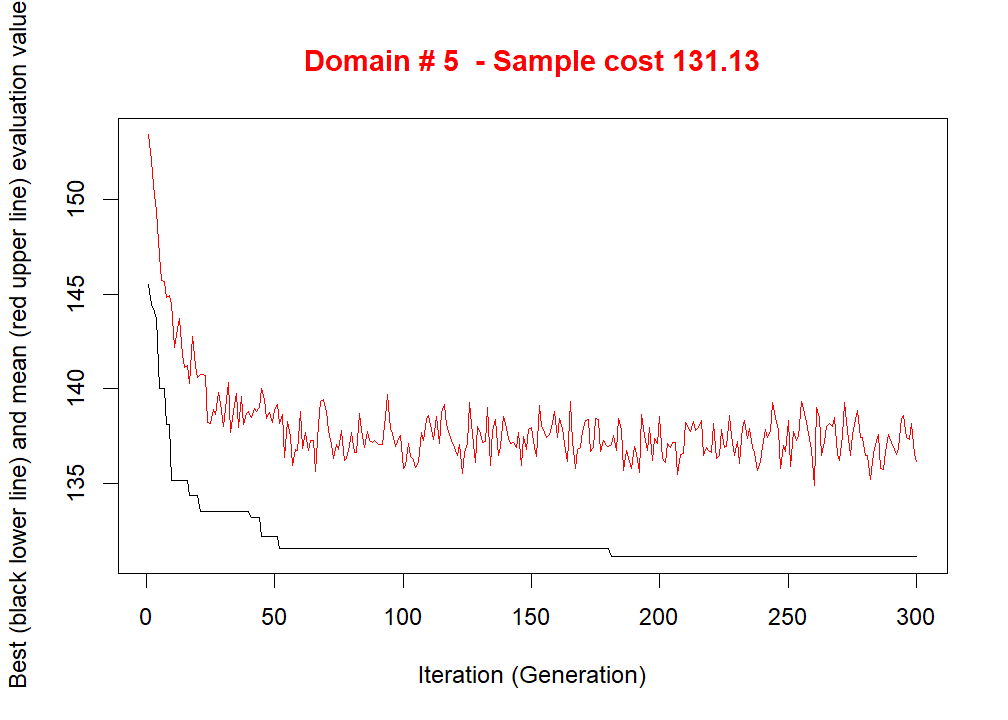 Domain # 5  - Sample cost 131.13
Best (black lower line) and mean (red upper line) evaluation value
150
145
140
135
0 50 100 150 200 250 300
Iteration (Generation)